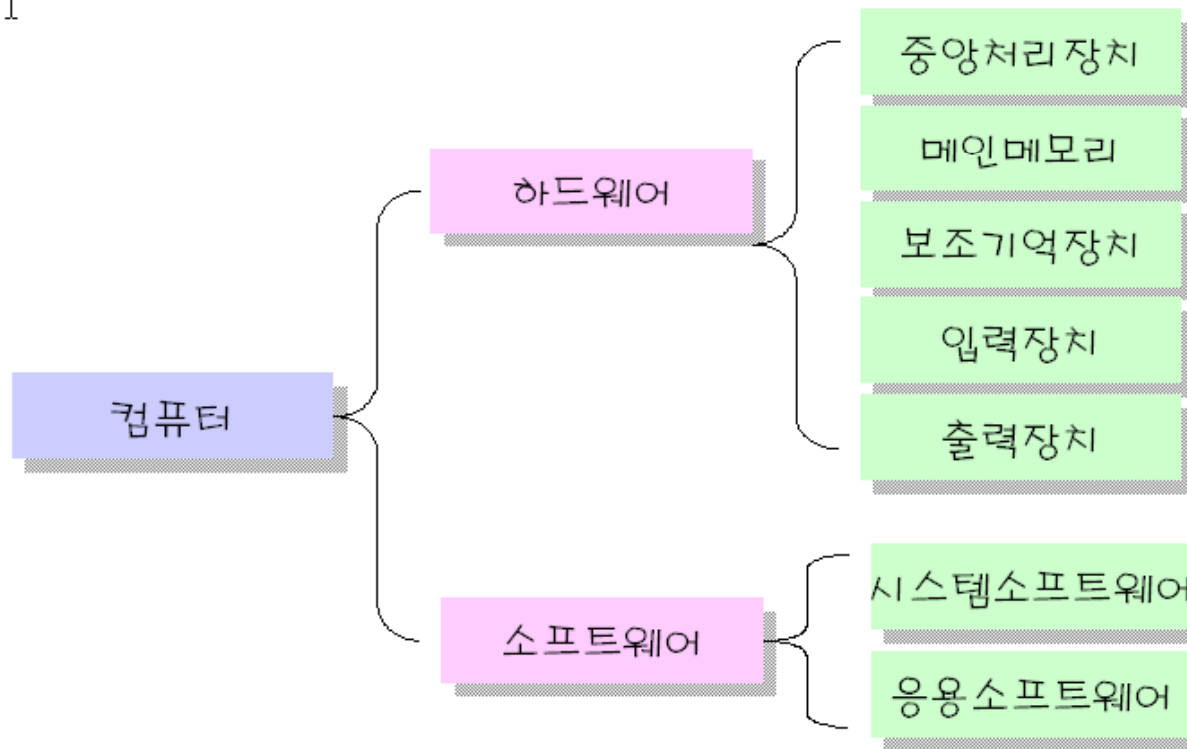 컴퓨터
하드웨어
중앙처리장치
메인메모리
보조기억장치
입력장치
출력장치
소프트웨어
시스템소프트웨어
응용소프트웨어